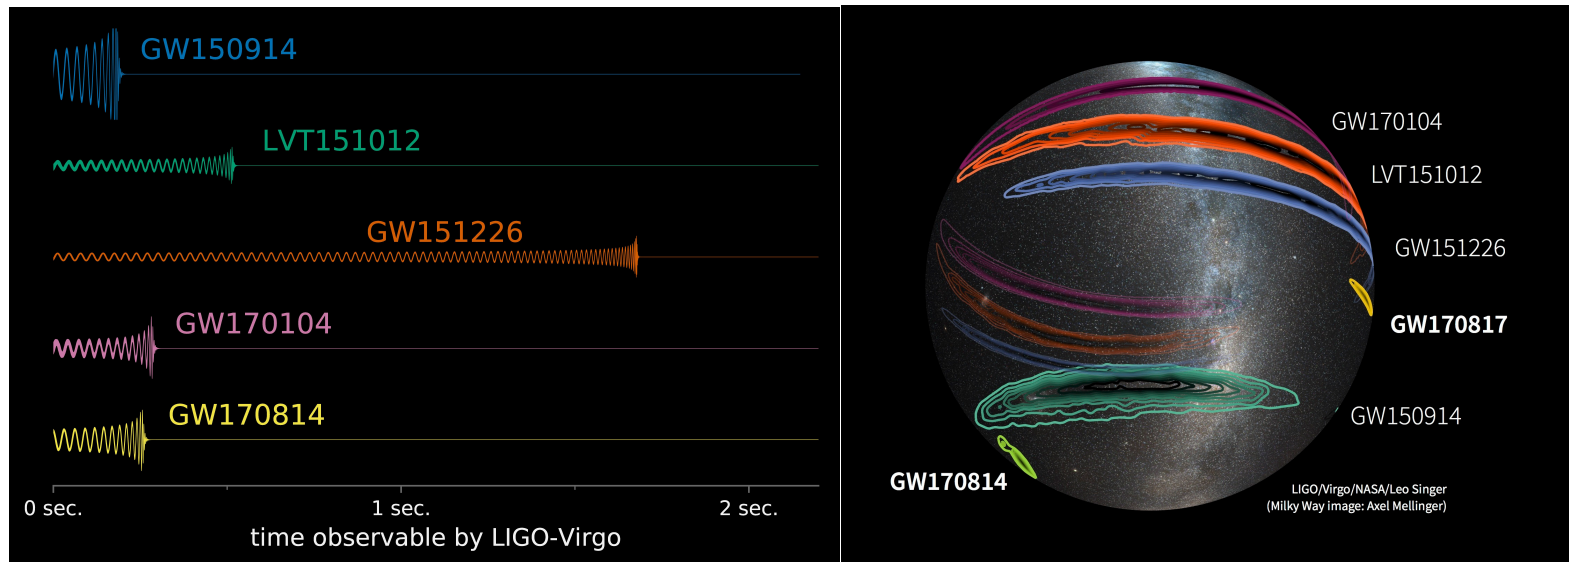 GW150914
LVT151012
GW151226
GW170104
GW170814
0 sec.
1 sec.
2 sec.
time observable by LIGO-Virgo
GW170104
LVT151012
GW151226
GW170817
GW150914
GW170814
LIGO/Virgo/NASA/Leo Singer
(Milky Way image: Axel Mellinger)